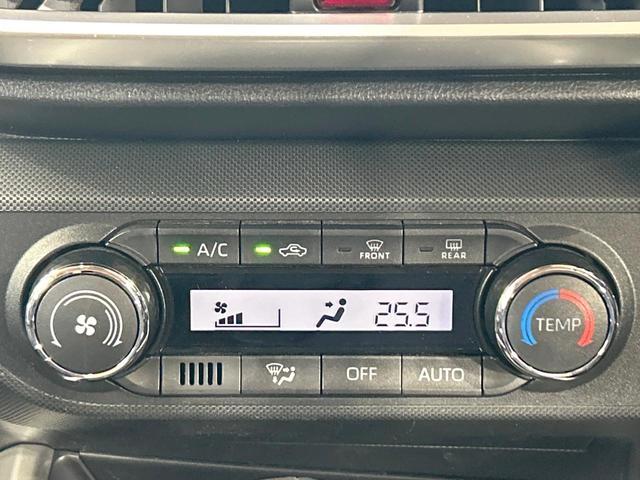 A/C
FRONT
REAR
25.5
TEMP
OFF
AUTO